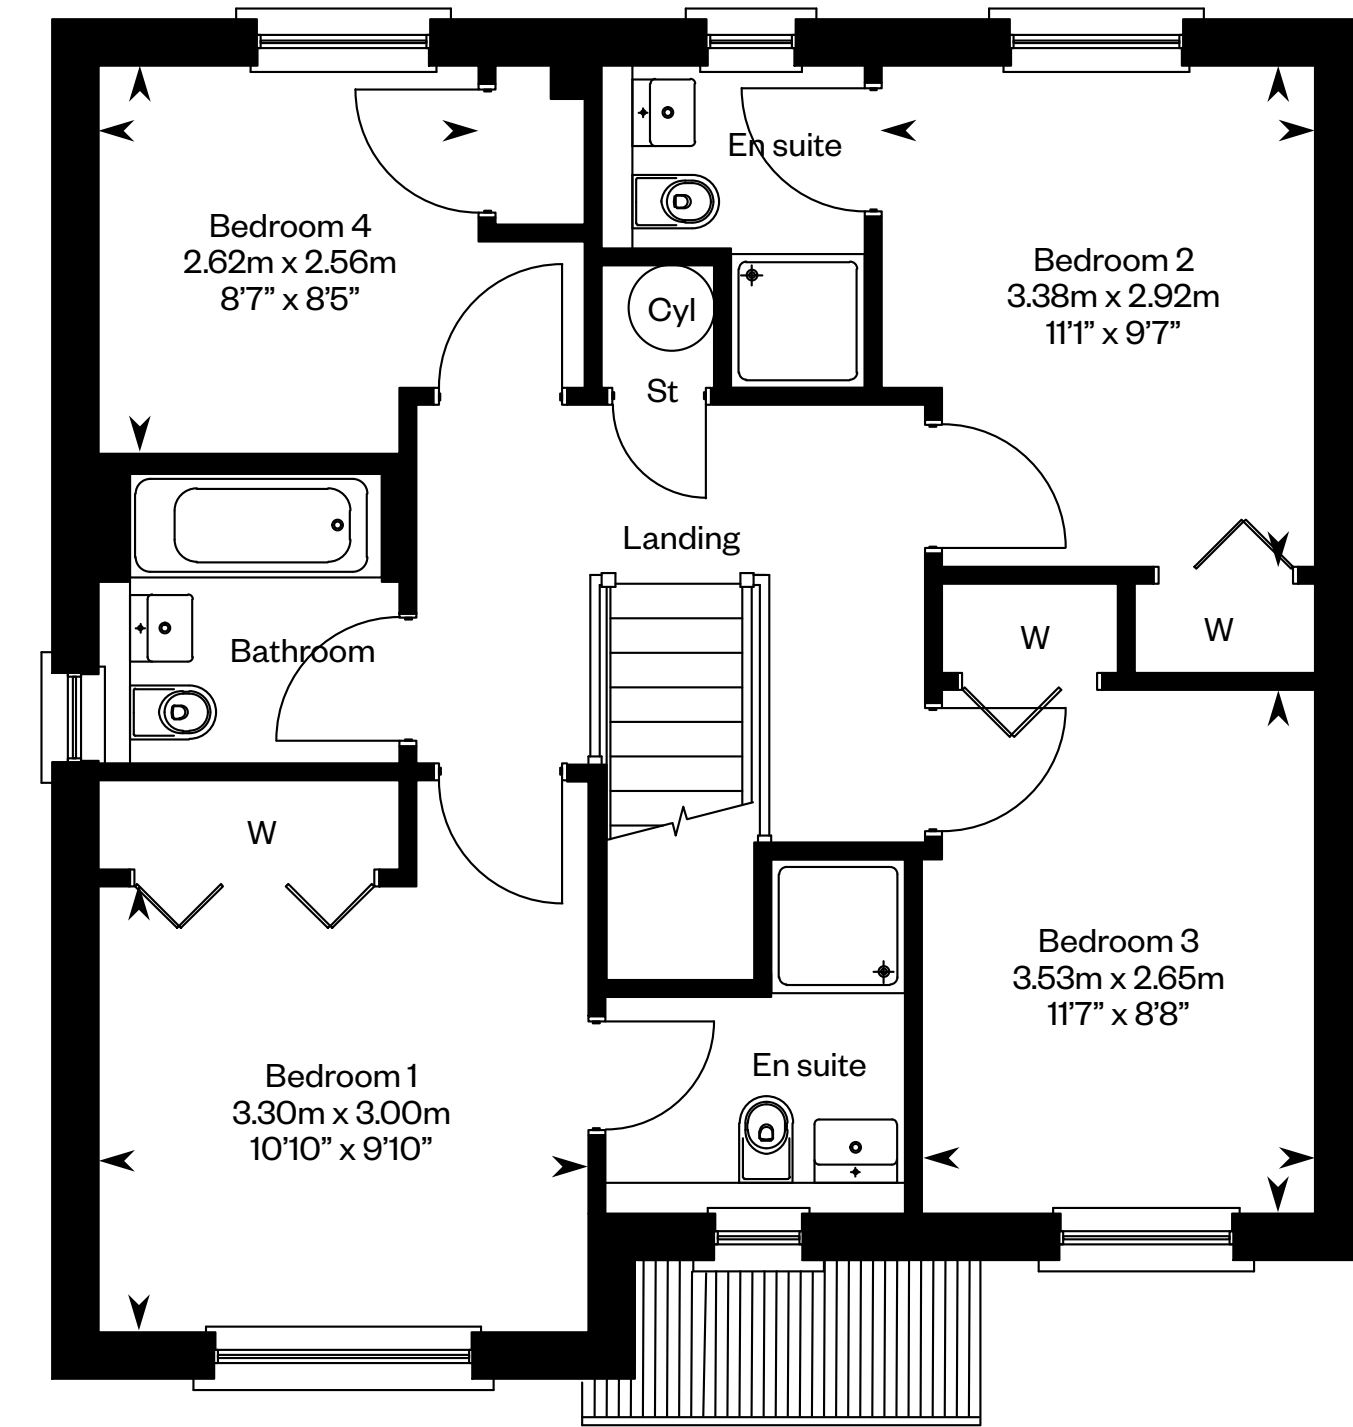 En suite
Bedroom 4
2.62m x 2.56m
8’7” x 8’5”
Bedroom 2
3.38m x 2.92m
11’1” x 9’7”
Cyl
St
Landing
W
W
Bathroom
W
Bedroom 3
3.53m x 2.65m
11’7” x 8’8”
En suite
Bedroom 1
3.30m x 3.00m
10’10” x 9’10”